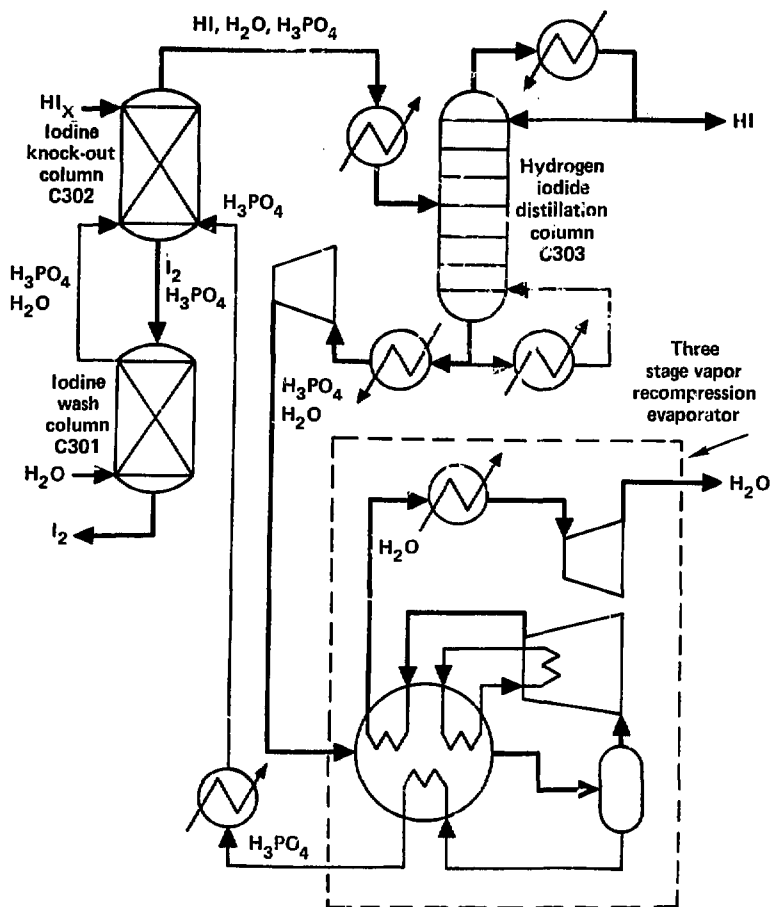 HI, H₂O, H₃PO₄
HIₓ
Iodine
knock-out
column
C302
H₃PO₄
HI
Hydrogen
iodide
distillation
column
C303
H₃PO₄
H₂O
I₂
H₃PO₄
Iodine
wash
column
C301
H₂O
I₂
H₃PO₄
H₂O
Three
stage vapor
recompression
evaporator
H₂O
H₂O
H₃PO₄